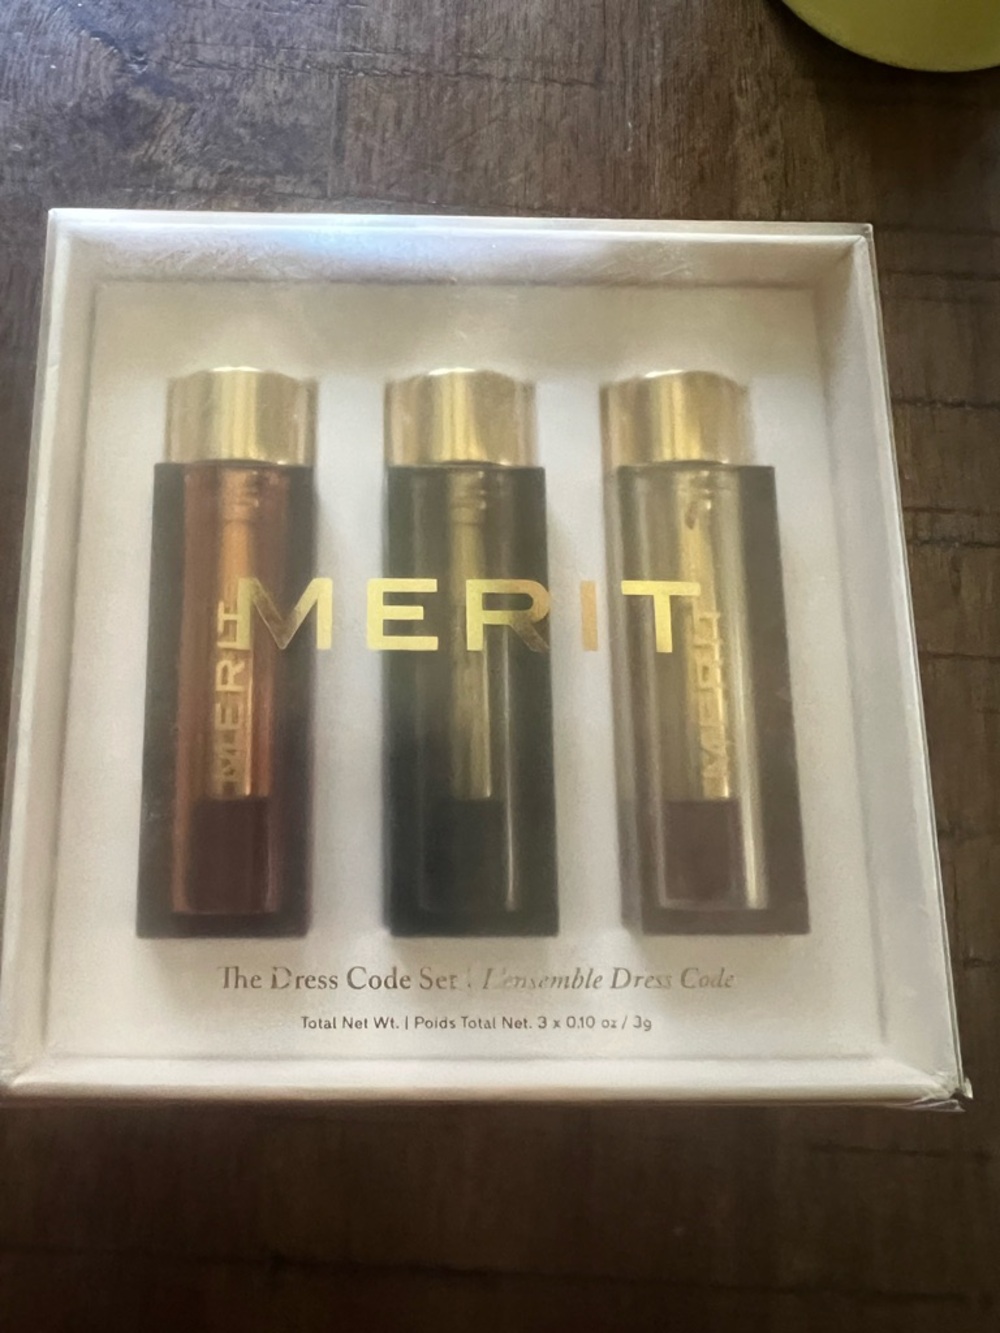 MERIT
MERIT
MERIT
The Dress Code Set | L'ensemble Dress Code
Total Net Wt. | Poids Total Net. 3 x 0.10 oz / 3g